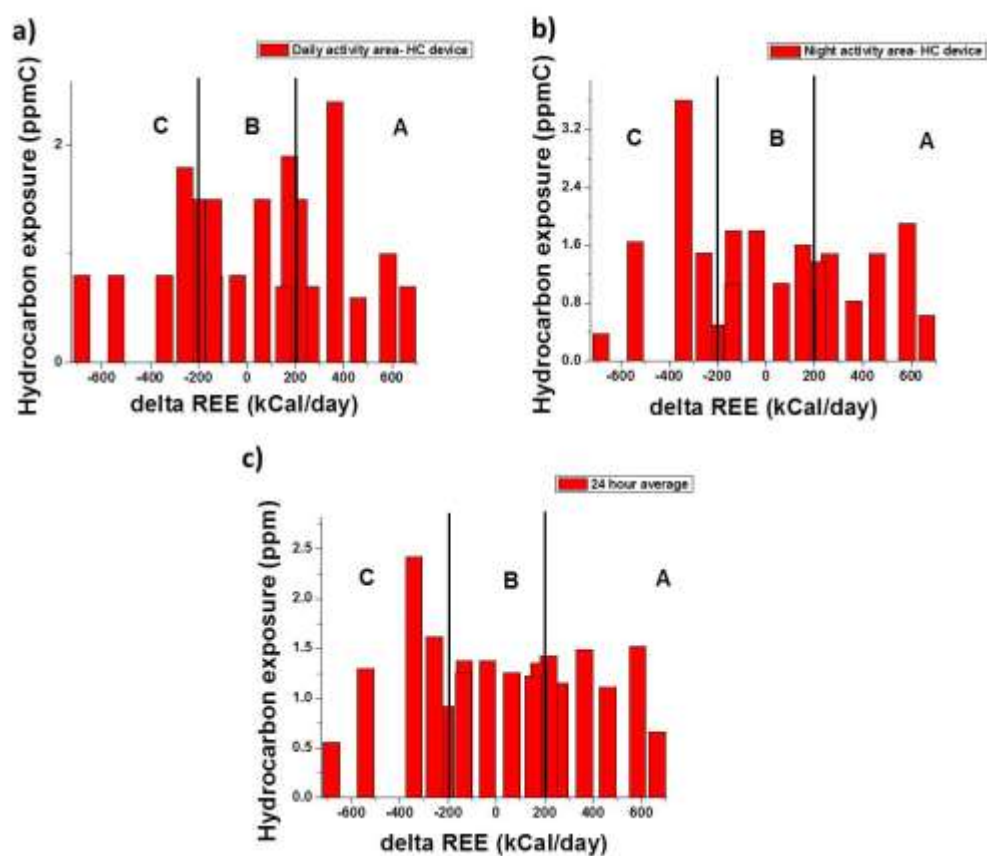 a)
Daily activity area- HC device
Hydrocarbon exposure (ppmC)
2
0
C
B
A
-600 -400 -200 0 200 400 600
delta REE (kCal/day)
b)
Night activity area- HC device
Hydrocarbon exposure (ppmC)
3.2
2.4
1.6
0.8
0.0
C
B
A
-600 -400 -200 0 200 400 600
delta REE (kCal/day)
c)
24 hour average
Hydrocarbon exposure (ppm)
2.5
2.0
1.5
1.0
0.5
0.0
C
B
A
-600 -400 -200 0 200 400 600
delta REE (kCal/day)